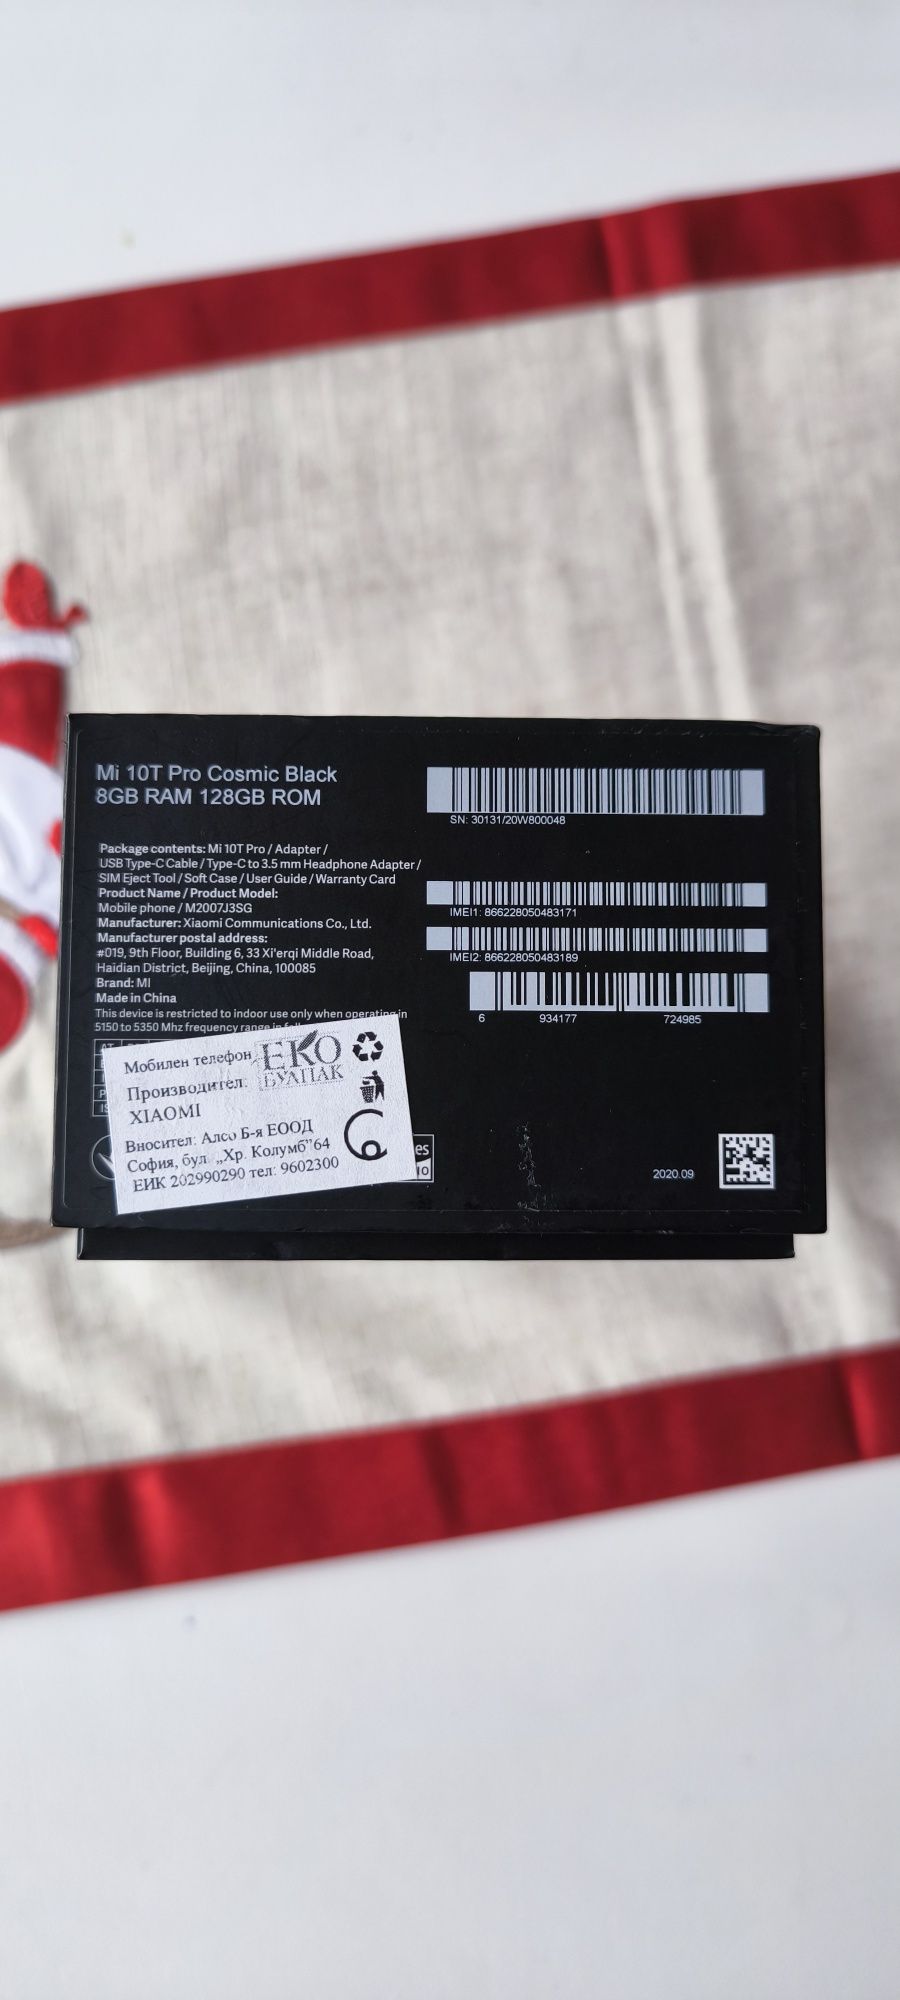 Mi 10T Pro Cosmic Black
8GB RAM 128GB ROM
Package contents: Mi 10T Pro / Adapter /
USB Type-C Cable / Type-C to 3.5 mm Headphone Adapter /
SIM Eject Tool / Soft Case / User Guide / Warranty Card
Product Name / Product Model:
Mobile phone / M2007J3SG
Manufacturer: Xiaomi Communications Co., Ltd.
Manufacturer postal address:
#019, 9th Floor, Building 6, 33 Xi'erqi Middle Road,
Haidian District, Beijing, China, 100085
Brand: MI
Made in China
This device is restricted to indoor use only when operating in
5150 to 5350 Mhz frequency range in
Мобилен телефон
Производител:
XIAOMI
Вносител: Алсо Б-я ЕООД
София, бул. „Хр. Колумб”64
ЕИК 202990290 тел: 9602300
ЕКО
БУЛПАК
SN: 30131/20W800048
IMEI1: 866228050483171
IMEI2: 866228050483189
6 934177 724985
2020.09